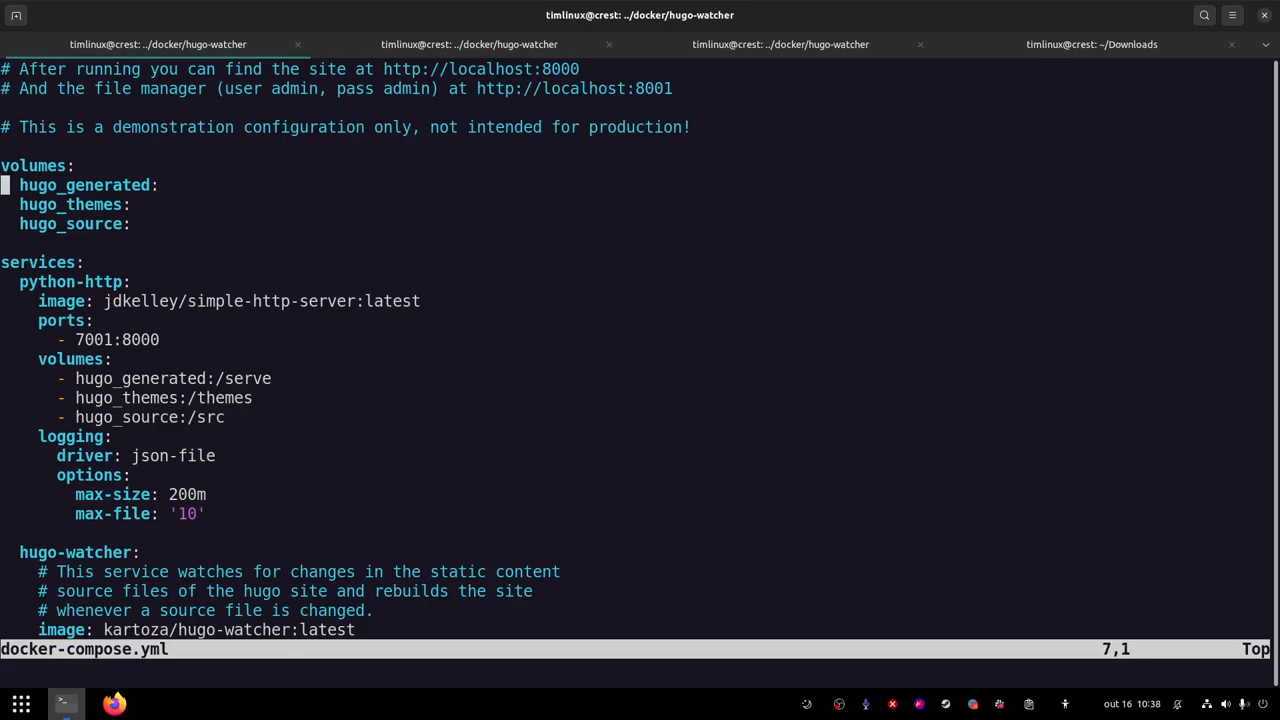 timlinux@crest: ../docker/hugo-watcher
timlinux@crest: ../docker/hugo-watcher
timlinux@crest: ../docker/hugo-watcher
timlinux@crest: ../docker/hugo-watcher
timlinux@crest: ~/Downloads
# After running you can find the site at http://localhost:8000
# And the file manager (user admin, pass admin) at http://localhost:8001
# This is a demonstration configuration only, not intended for production!
volumes:
  hugo_generated:
  hugo_themes:
  hugo_source:
services:
  python-http:
    image: jdkelley/simple-http-server:latest
    ports:
      - 7001:8000
    volumes:
      - hugo_generated:/serve
      - hugo_themes:/themes
      - hugo_source:/src
    logging:
      driver: json-file
      options:
        max-size: 200m
        max-file: '10'
  hugo-watcher:
    # This service watches for changes in the static content
    # source files of the hugo site and rebuilds the site
    # whenever a source file is changed.
    image: kartoza/hugo-watcher:latest
docker-compose.yml 7,1 Top
out 16 10:38